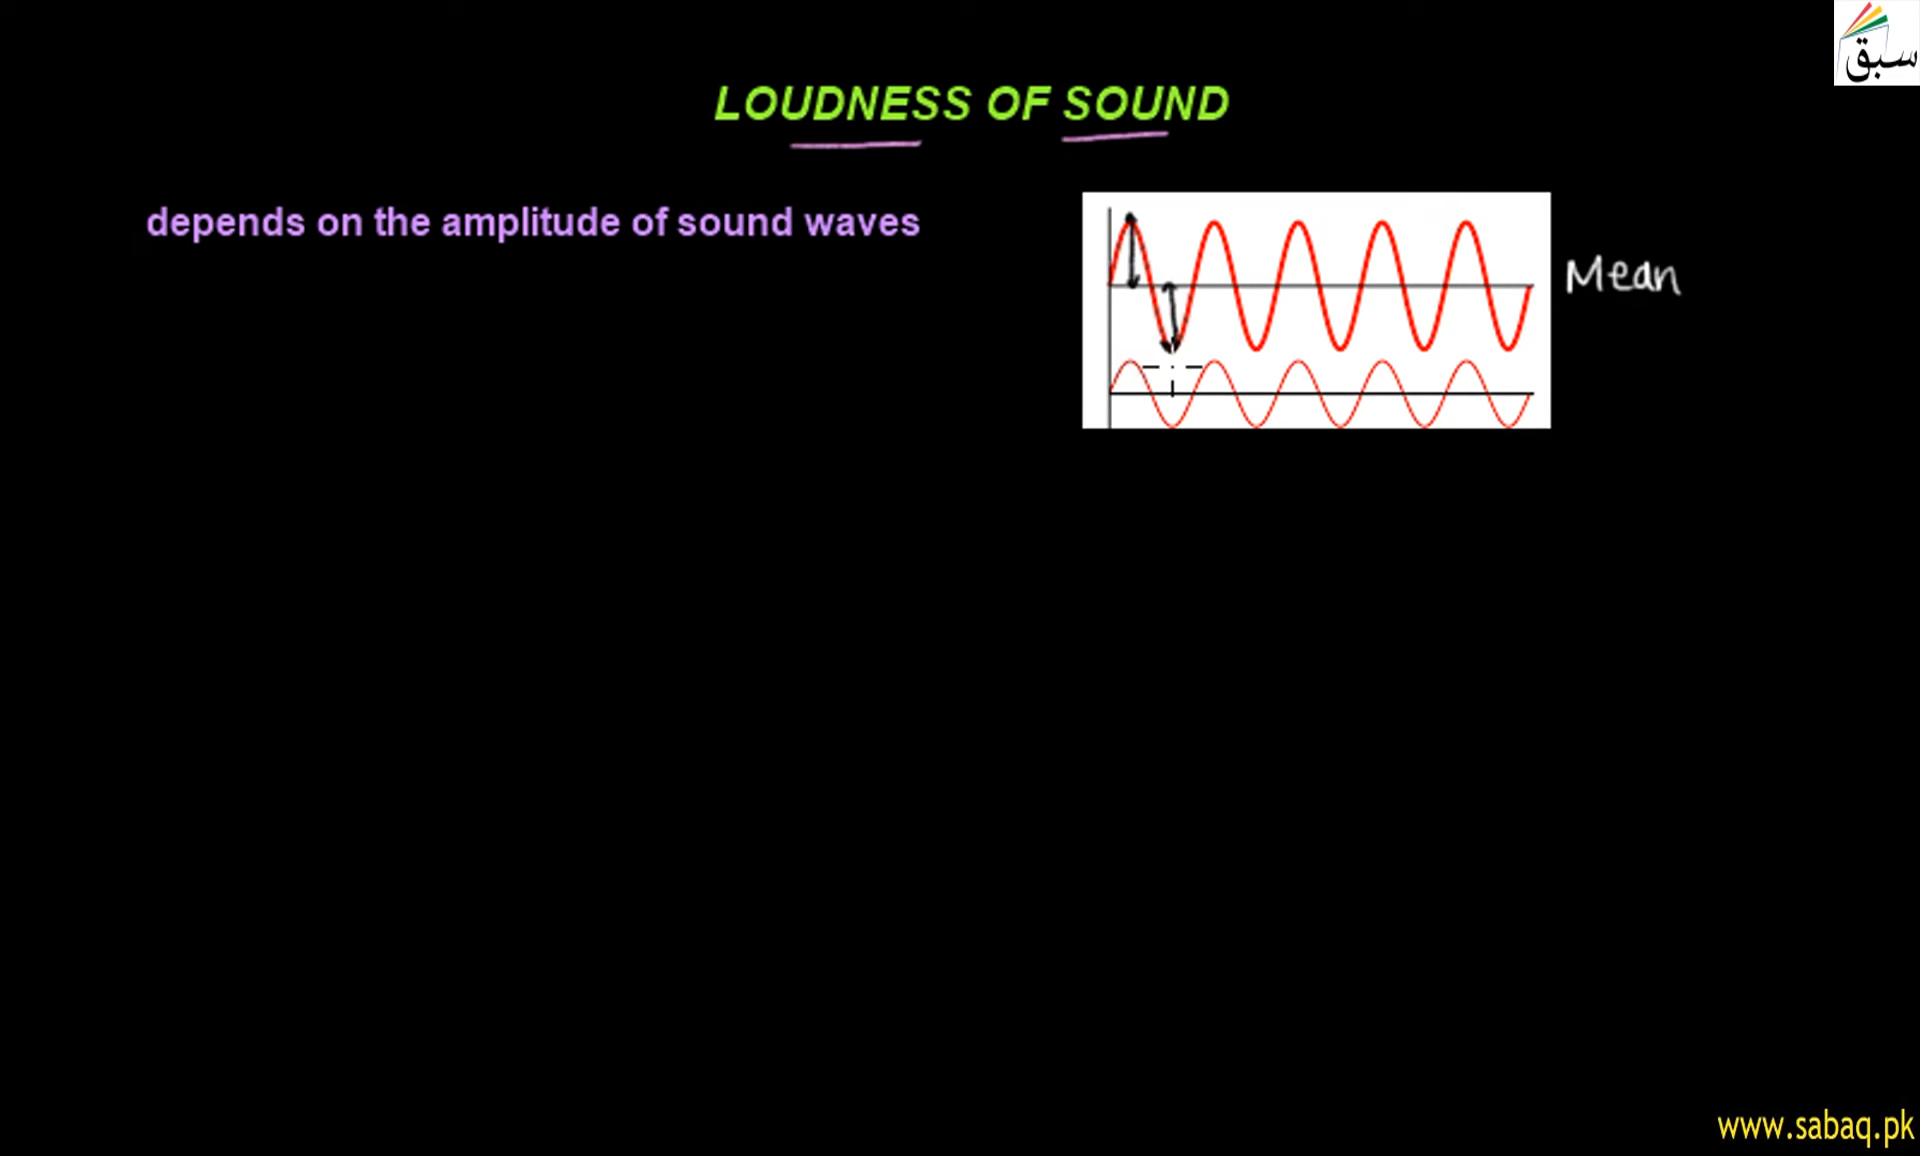 سبق
LOUDNESS OF SOUND
depends on the amplitude of sound waves
Mean
www.sabaq.pk